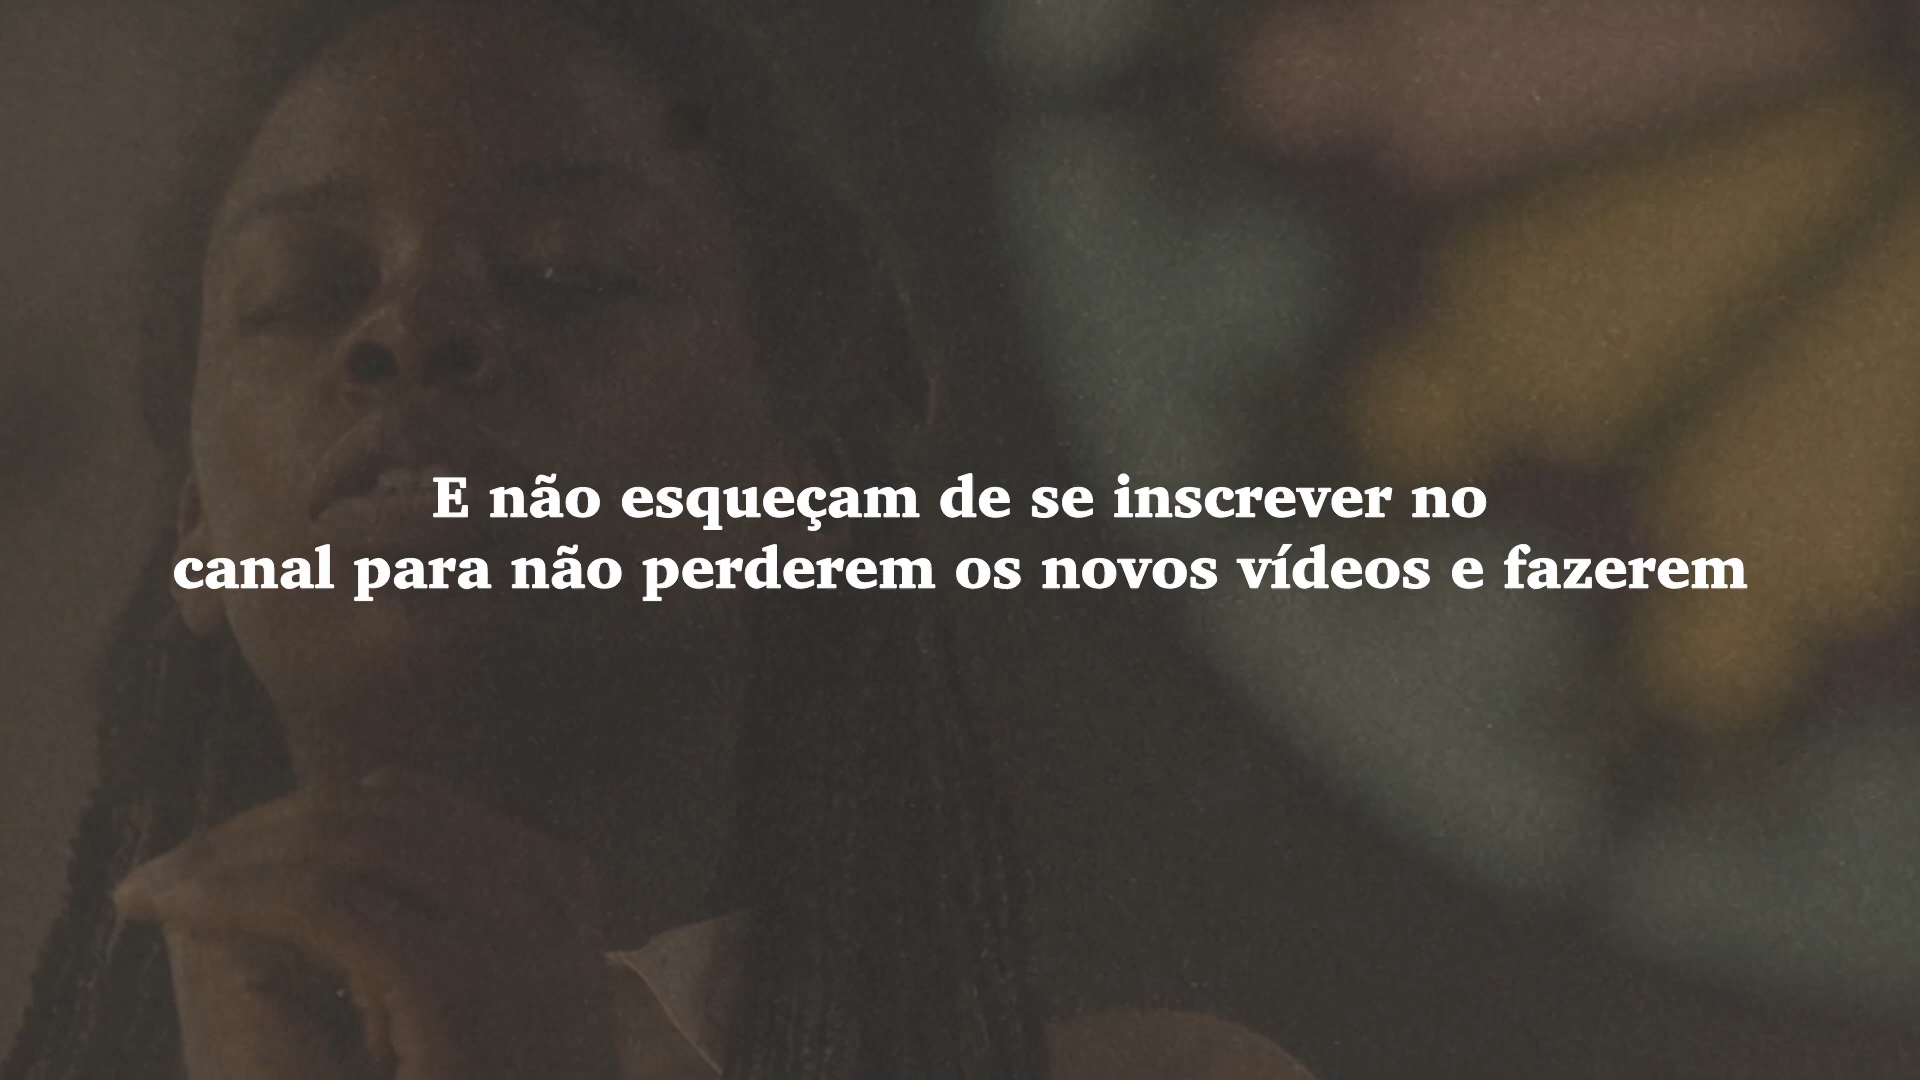 E não esqueçam de se inscrever no
canal para não perderem os novos vídeos e fazerem